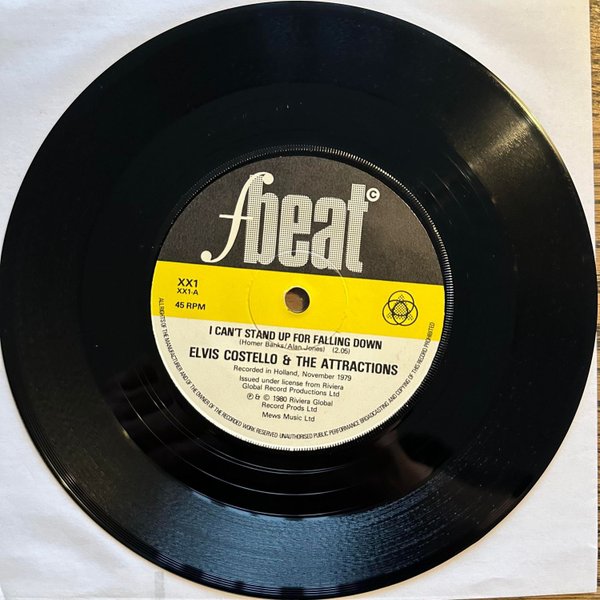 fbeat ©
XX1
XX1-A
45 RPM
I CAN'T STAND UP FOR FALLING DOWN
(Homer Banks/Alan Jones) (2.05)
ELVIS COSTELLO & THE ATTRACTIONS
Recorded in Holland, November 1979
Issued under license from Riviera
Global Record Productions Ltd
℗ & © 1980 Riviera Global
Record Prods Ltd
Mews Music Ltd
ALL RIGHTS OF THE MANUFACTURER AND OF THE OWNER OF THE RECORDED WORK RESERVED UNAUTHORISED PUBLIC PERFORMANCE BROADCASTING AND COPYING OF THIS RECORD PROHIBITED